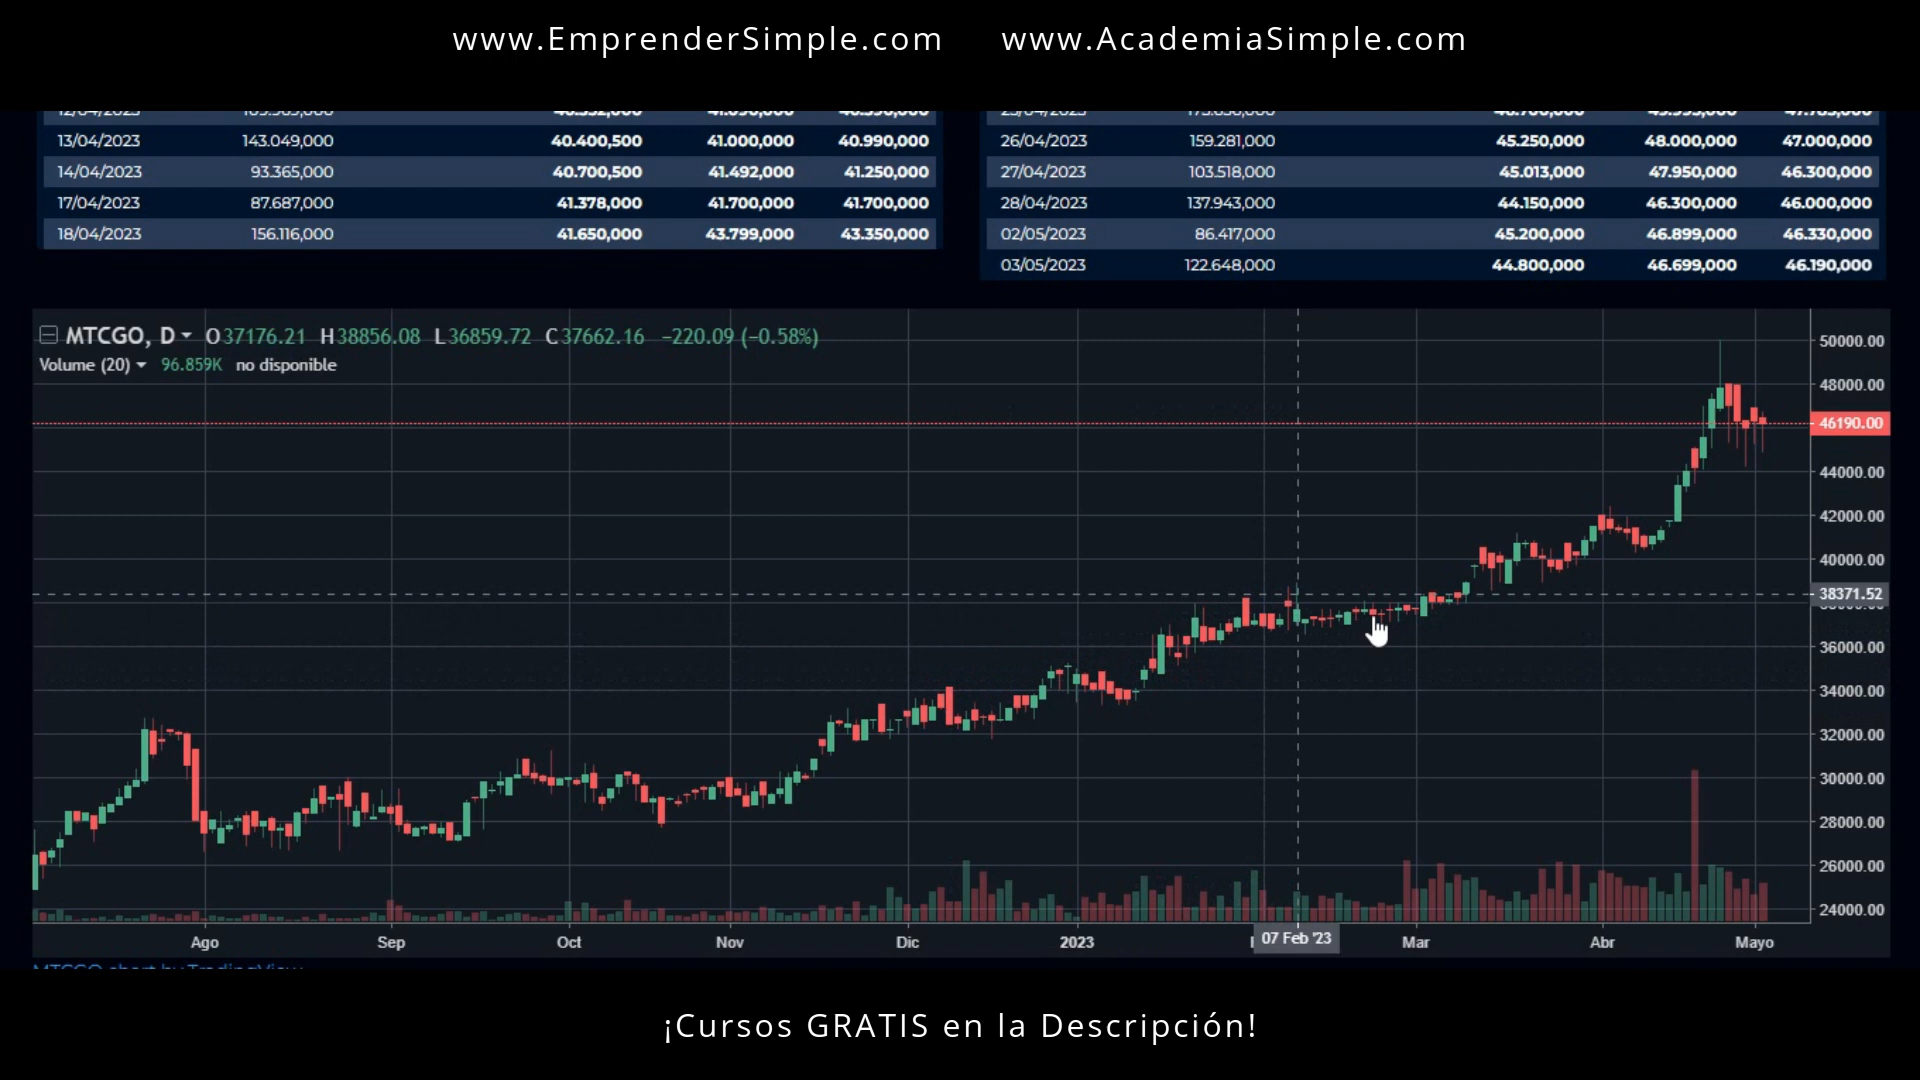 www.EmprenderSimple.com www.AcademiaSimple.com
13/04/2023 143.049,000 40.400,500 41.000,000 40.990,000
14/04/2023 93.365,000 40.700,500 41.492,000 41.250,000
17/04/2023 87.687,000 41.378,000 41.700,000 41.700,000
18/04/2023 156.116,000 41.650,000 43.799,000 43.350,000
26/04/2023 159.281,000 45.250,000 48.000,000 47.000,000
27/04/2023 103.518,000 45.013,000 47.950,000 46.300,000
28/04/2023 137.943,000 44.150,000 46.300,000 46.000,000
02/05/2023 86.417,000 45.200,000 46.899,000 46.330,000
03/05/2023 122.648,000 44.800,000 46.699,000 46.190,000
MTCGO, D O37176.21 H38856.08 L36859.72 C37662.16 −220.09 (−0.58%)
Volume (20) 96.859K no disponible
50000.00
48000.00
46190.00
44000.00
42000.00
40000.00
38371.52
36000.00
34000.00
32000.00
30000.00
28000.00
26000.00
24000.00
Ago Sep Oct Nov Dic 2023 07 Feb '23 Mar Abr Mayo
MTCGO chart by TradingView
¡Cursos GRATIS en la Descripción!